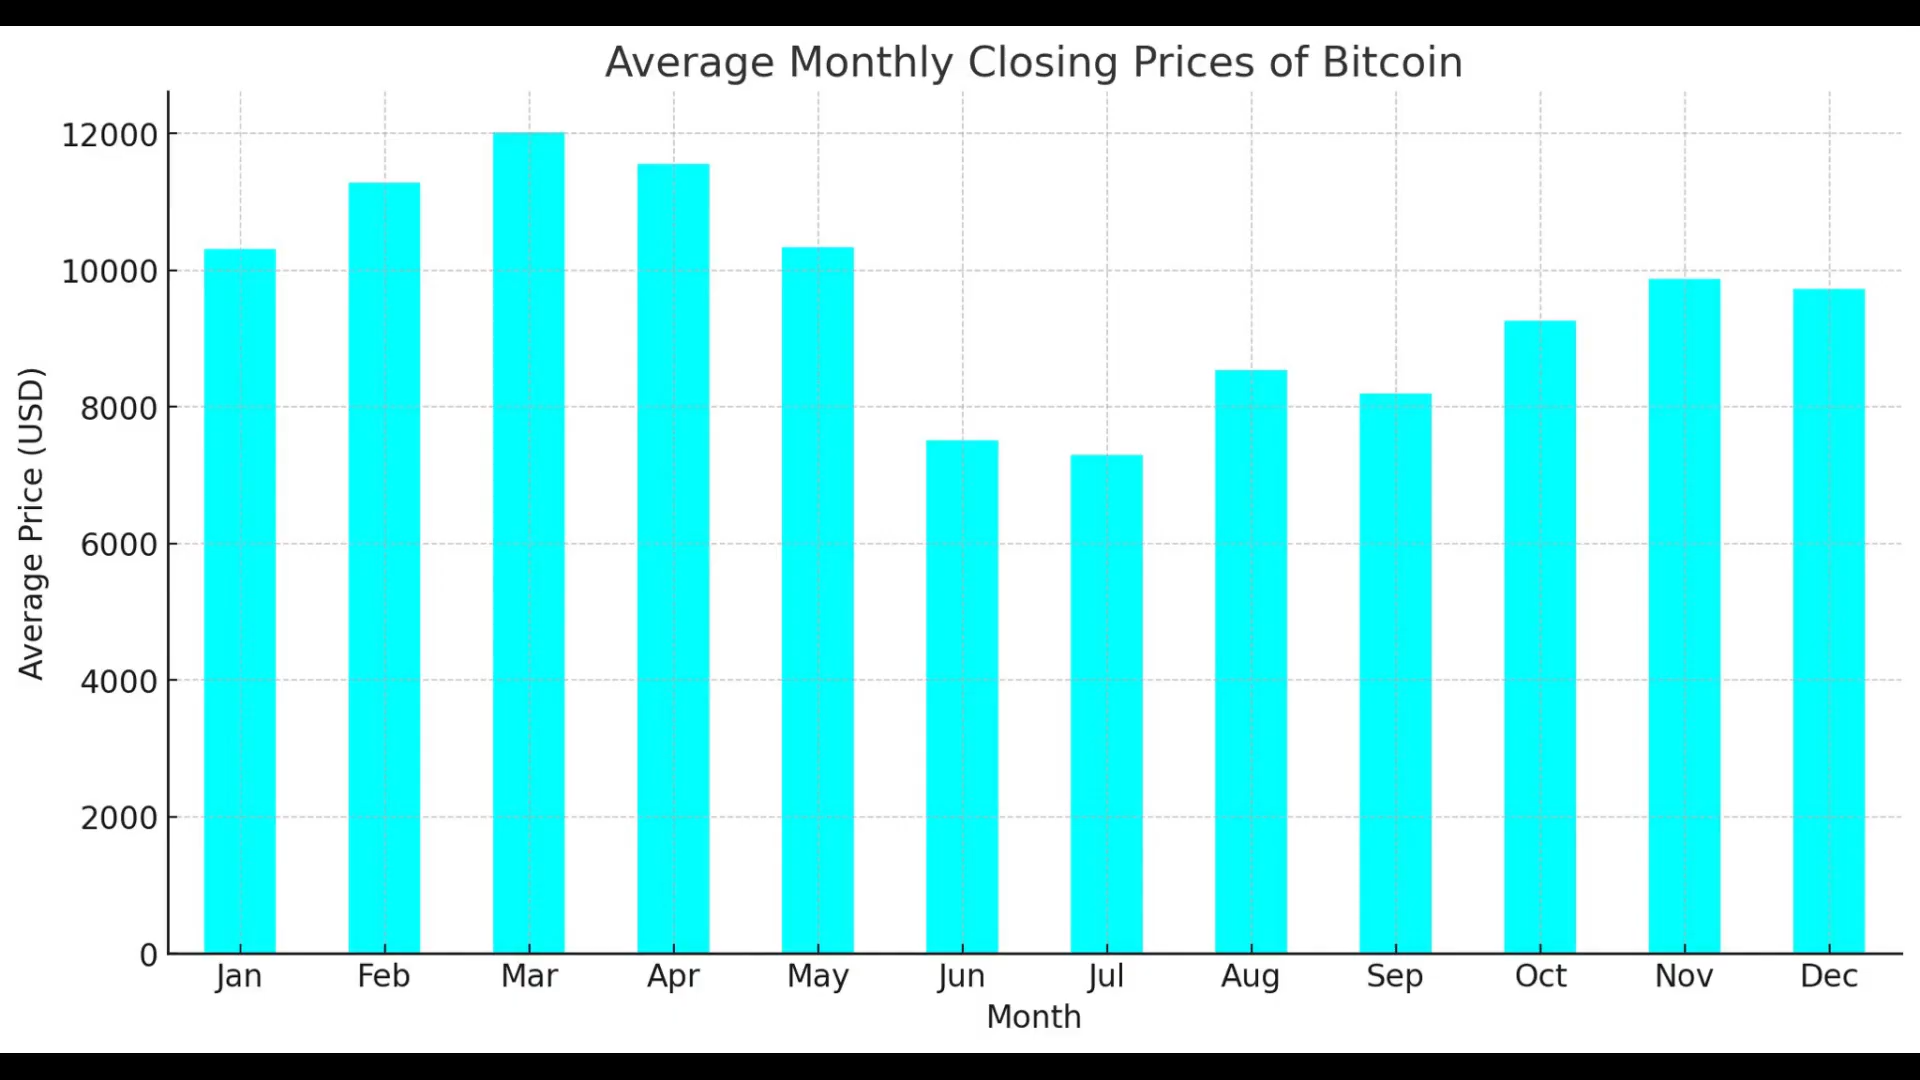 Average Monthly Closing Prices of Bitcoin
12000
10000
8000
6000
4000
2000
0
Average Price (USD)
Jan Feb Mar Apr May Jun Jul Aug Sep Oct Nov Dec
Month